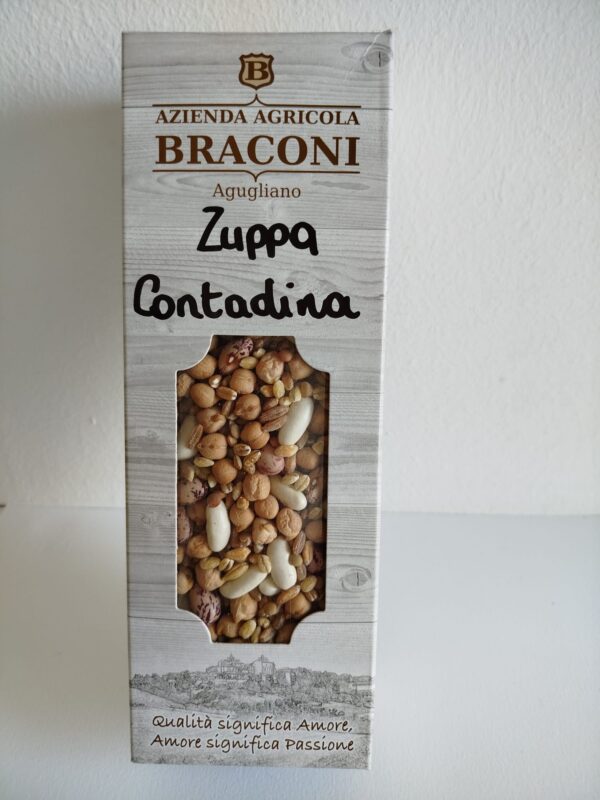 B
AZIENDA AGRICOLA
BRACONI
Agugliano
Zuppa
Contadina
Qualità significa Amore,
Amore significa Passione